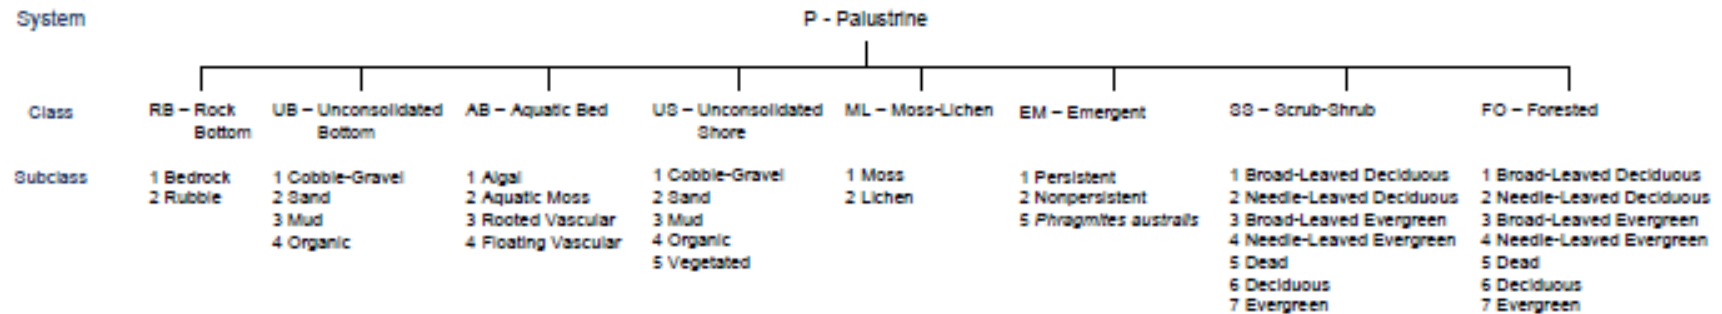 System
P - Palustrine
Class
RB – Rock
Bottom
UB – Unconsolidated
Bottom
AB – Aquatic Bed
US – Unconsolidated
Shore
ML – Moss-Lichen
EM – Emergent
SS – Scrub-Shrub
FO – Forested
Subclass
1 Bedrock
2 Rubble
1 Cobble-Gravel
2 Sand
3 Mud
4 Organic
1 Algal
2 Aquatic Moss
3 Rooted Vascular
4 Floating Vascular
1 Cobble-Gravel
2 Sand
3 Mud
4 Organic
5 Vegetated
1 Moss
2 Lichen
1 Persistent
2 Nonpersistent
5 Phragmites australis
1 Broad-Leaved Deciduous
2 Needle-Leaved Deciduous
3 Broad-Leaved Evergreen
4 Needle-Leaved Evergreen
5 Dead
6 Deciduous
7 Evergreen
1 Broad-Leaved Deciduous
2 Needle-Leaved Deciduous
3 Broad-Leaved Evergreen
4 Needle-Leaved Evergreen
5 Dead
6 Deciduous
7 Evergreen